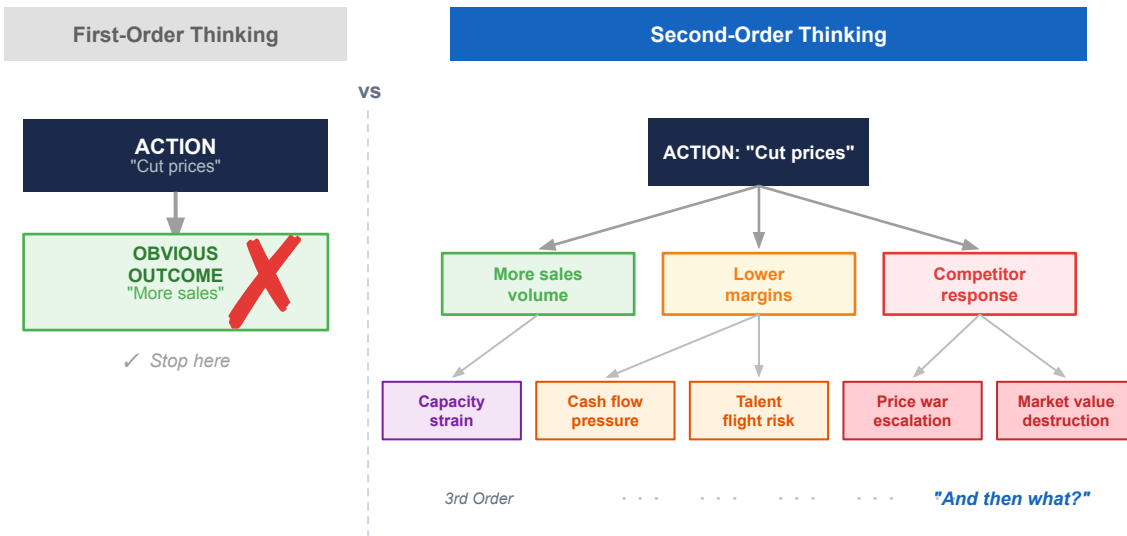 First-Order Thinking
Second-Order Thinking
vs
ACTION
"Cut prices"
OBVIOUS
OUTCOME
"More sales"
✓ Stop here
ACTION: "Cut prices"
More sales
volume
Lower
margins
Competitor
response
Capacity
strain
Cash flow
pressure
Talent
flight risk
Price war
escalation
Market value
destruction
3rd Order
. . . . . . . . . . . . .
"And then what?"